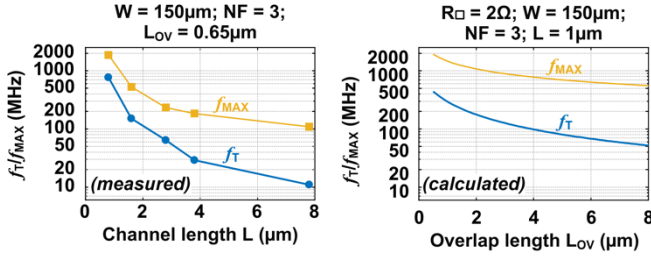 W = 150μm; NF = 3;
L_OV = 0.65μm
f_T/f_MAX (MHz)
2000
1000
500
200
100
50
20
10
f_MAX
f_T
(measured)
0 2 4 6 8
Channel length L (μm)
R□ = 2Ω; W = 150μm;
NF = 3; L = 1μm
f_T/f_MAX (MHz)
2000
1000
500
200
100
50
20
10
f_MAX
f_T
(calculated)
0 2 4 6 8
Overlap length L_OV (μm)